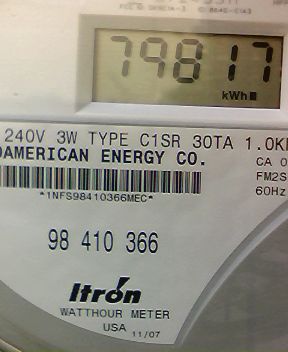 79817
kWh
240V 3W TYPE C1SR 30TA 1.0K
AMERICAN ENERGY CO.
CA 0
FM2S
60Hz
*1NFS98410366MEC*
98 410 366
Itrón
WATTHOUR METER
USA 11/07